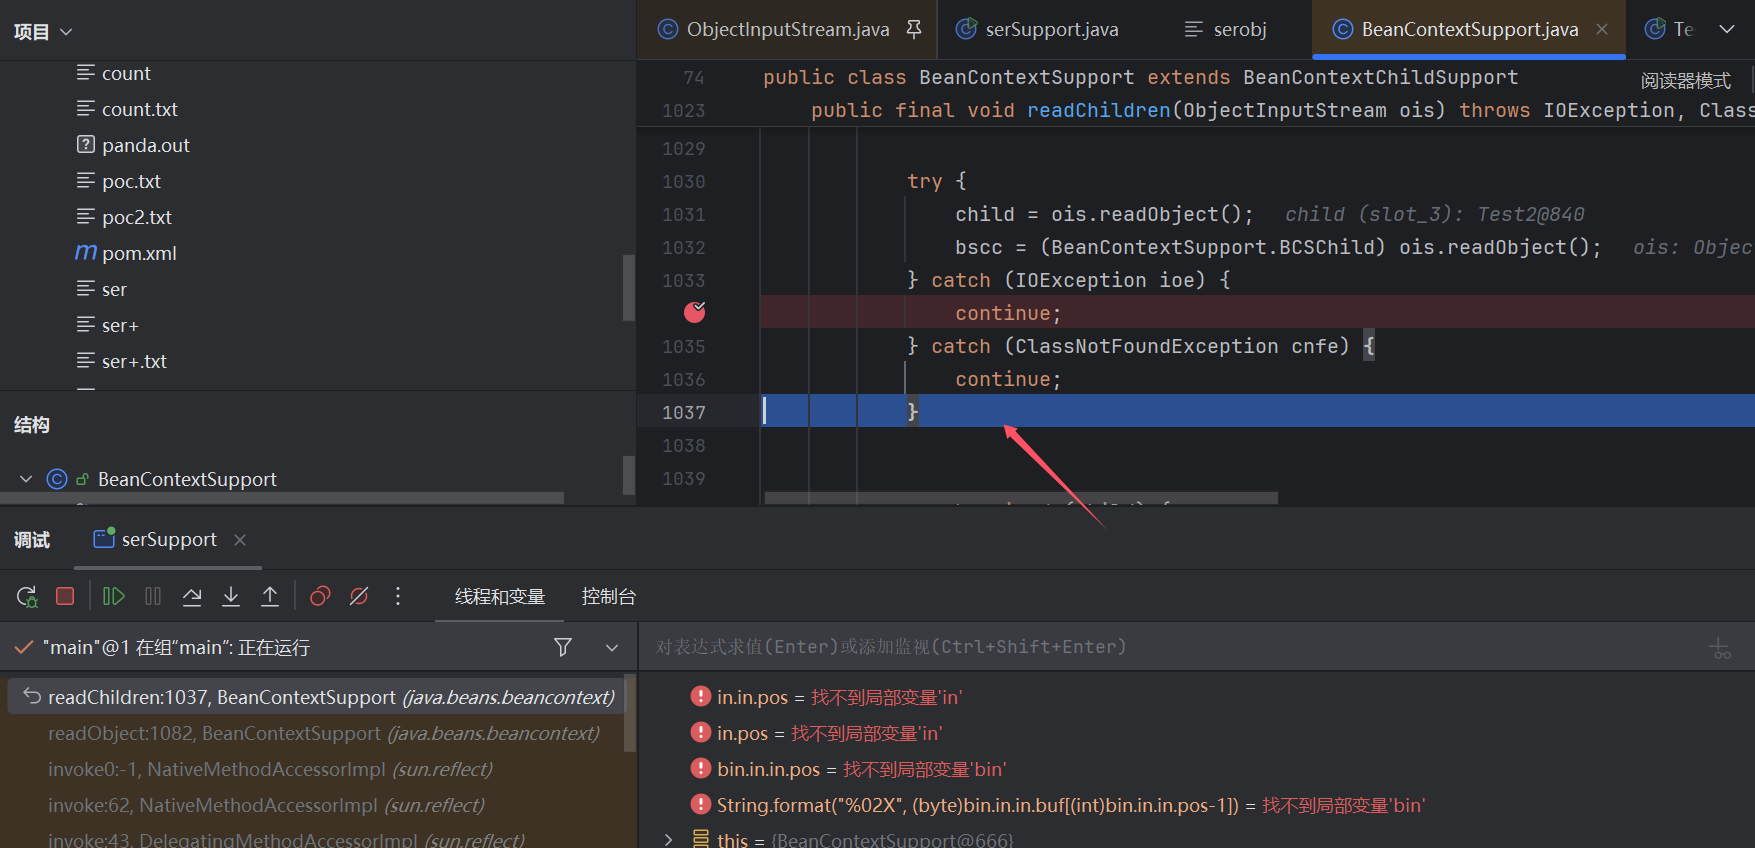 项目
ObjectInputStream.java
serSupport.java
serobj
BeanContextSupport.java
Te
count
count.txt
panda.out
poc.txt
poc2.txt
pom.xml
ser
ser+
ser+.txt
74 public class BeanContextSupport extends BeanContextChildSupport
阅读器模式
1023 public final void readChildren(ObjectInputStream ois) throws IOException, Class
1029
1030 try {
1031 child = ois.readObject(); child (slot_3): Test2@840
1032 bscc = (BeanContextSupport.BCSChild) ois.readObject(); ois: Objec
1033 } catch (IOException ioe) {
continue;
1035 } catch (ClassNotFoundException cnfe) {
1036 continue;
1037 }
1038
1039
结构
BeanContextSupport
调试
serSupport
线程和变量
控制台
"main"@1 在组“main”: 正在运行
对表达式求值(Enter)或添加监视(Ctrl+Shift+Enter)
readChildren:1037, BeanContextSupport (java.beans.beancontext)
readObject:1082, BeanContextSupport (java.beans.beancontext)
invoke0:-1, NativeMethodAccessorImpl (sun.reflect)
invoke:62, NativeMethodAccessorImpl (sun.reflect)
invoke:43, DelegatingMethodAccessorImpl (sun.reflect)
in.in.pos = 找不到局部变量'in'
in.pos = 找不到局部变量'in'
bin.in.in.pos = 找不到局部变量'bin'
String.format("%02X", (byte)bin.in.in.buf[(int)bin.in.in.pos-1]) = 找不到局部变量'bin'
this = {BeanContextSupport@666}